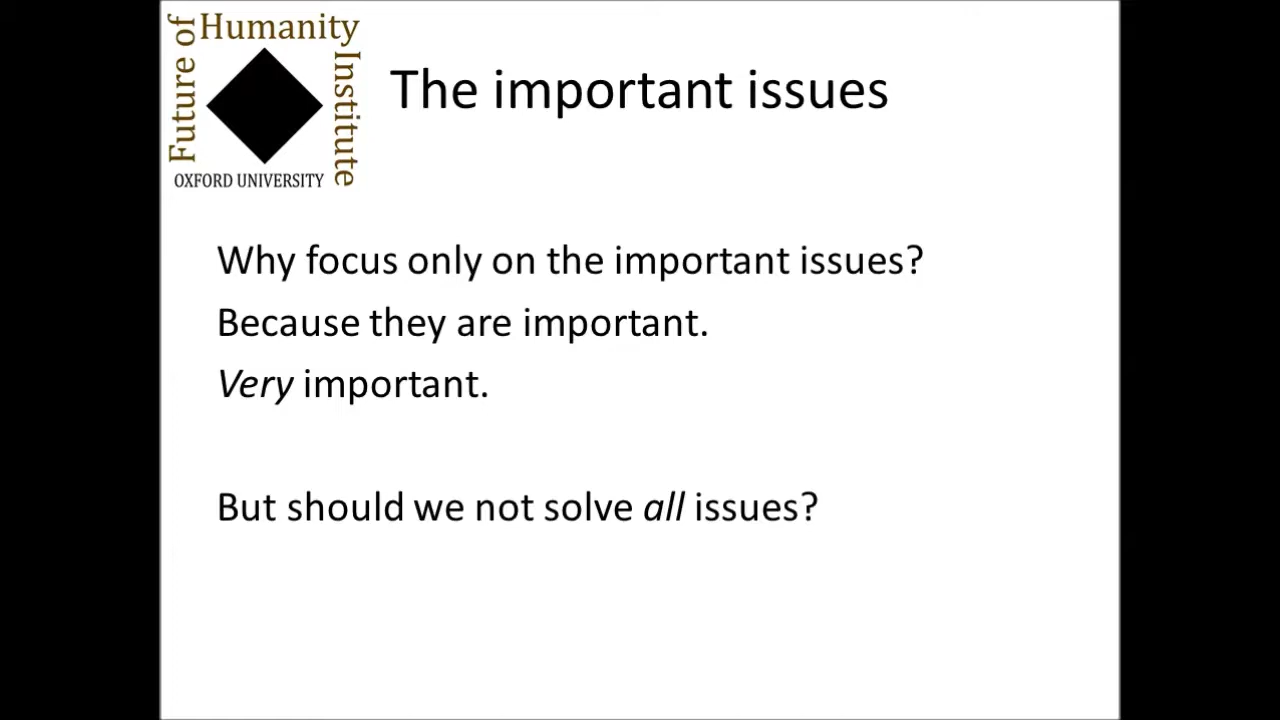 Future of
Humanity
Institute
OXFORD UNIVERSITY
The important issues
Why focus only on the important issues?
Because they are important.
Very important.
But should we not solve all issues?